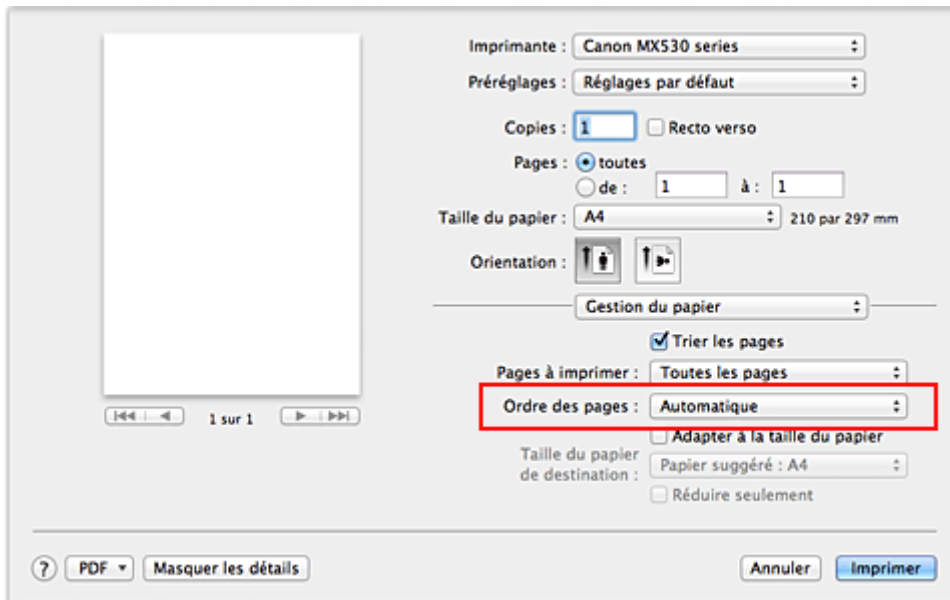 Imprimante : Canon MX530 series
Préréglages : Réglages par défaut
Copies : 1 Recto verso
Pages : toutes
de : 1 à : 1
Taille du papier : A4 210 par 297 mm
Orientation :
Gestion du papier
Trier les pages
Pages à imprimer : Toutes les pages
Ordre des pages : Automatique
1 sur 1
Adapter à la taille du papier
Taille du papier
de destination : Papier suggéré : A4
Réduire seulement
? PDF Masquer les détails Annuler Imprimer